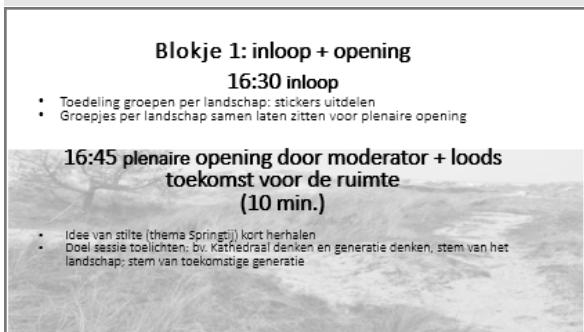 Blokje 1: inloop + opening
16:30 inloop
• Toedeling groepen per landschap: stickers uitdelen
• Groepjes per landschap samen laten zitten voor plenaire opening
16:45 plenaire opening door moderator + loods
toekomst voor de ruimte
(10 min.)
• Idee van stilte (thema Springtij) kort herhalen
• Doel sessie toelichten: bv. Kathedraal denken en generatie denken, stem van het
landschap; stem van toekomstige generatie